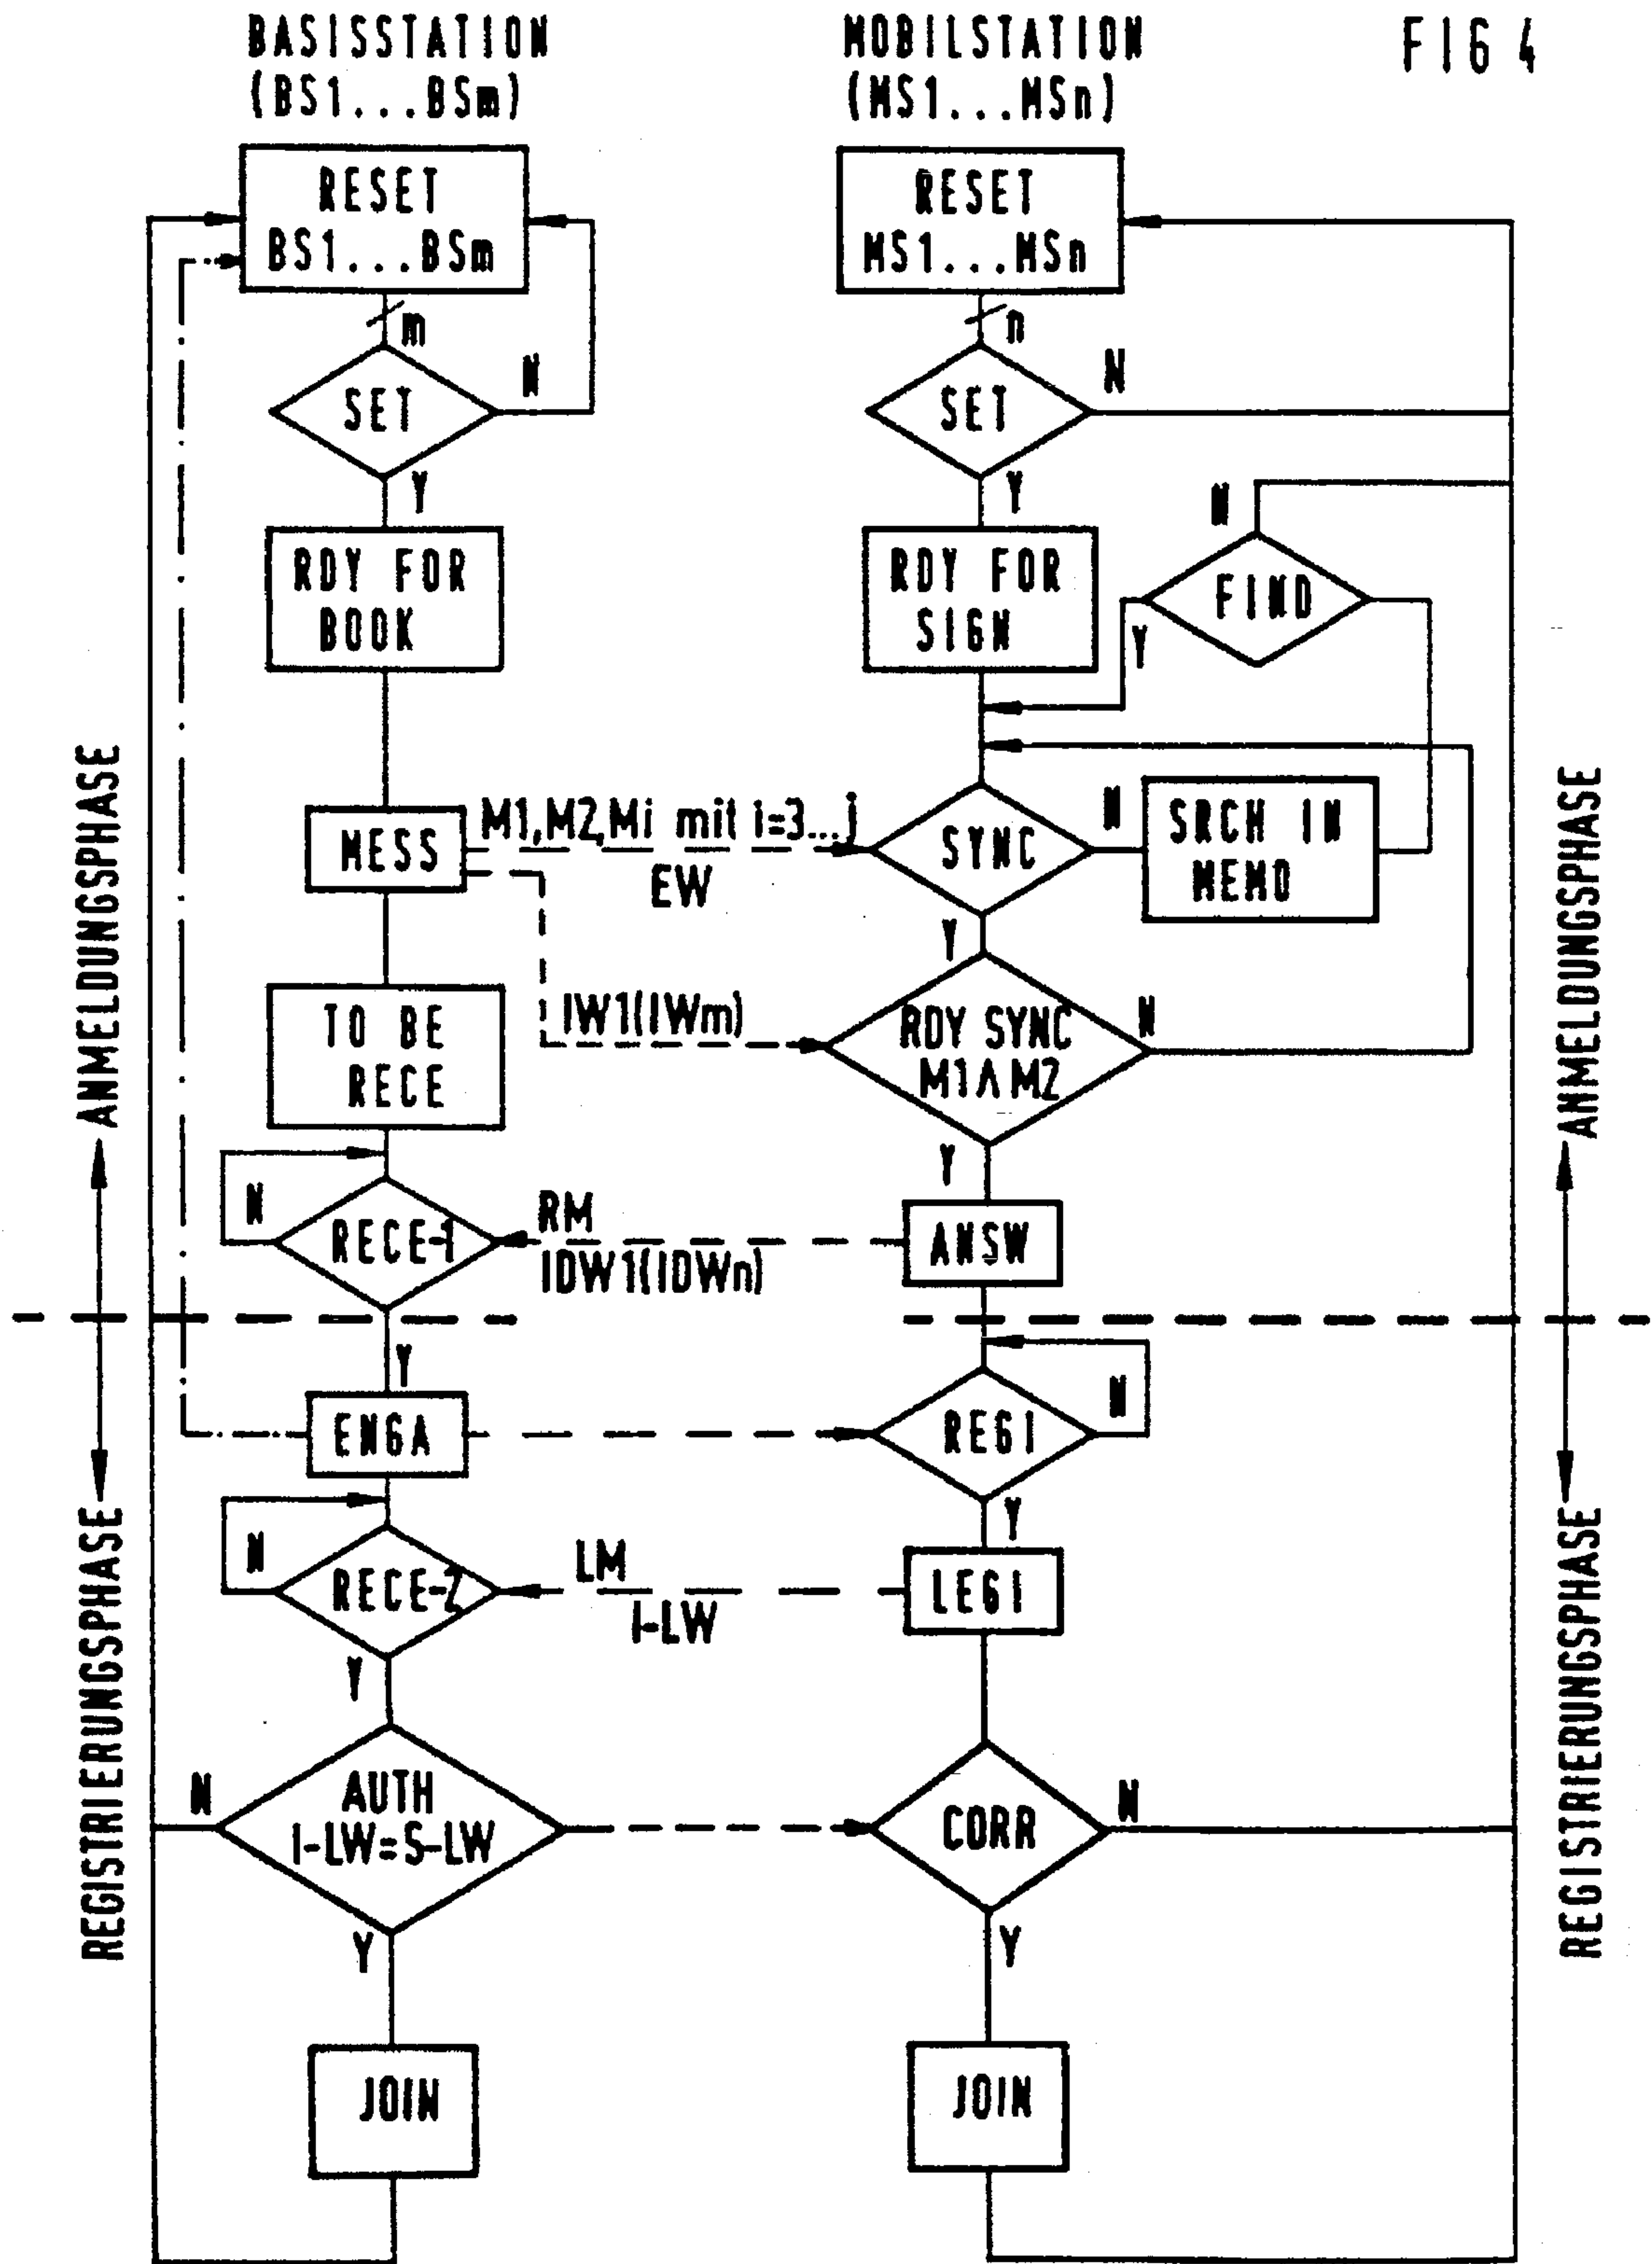 BASISSTATION
(BS1...BSm)
MOBILSTATION
(MS1...MSn)
FIG 4
RESET
BS1...BSm
RESET
MS1...MSn
m
n
SET
N
SET
N
Y
Y
RDY FOR
BOOK
RDY FOR
SIGN
N
FIND
Y
ANMELDUNGSPHASE
ANMELDUNGSPHASE
MESS
M1,M2,Mi mit i=3...j
EW
SYNC
N
SRCH IN
MEMO
Y
TO BE
RECE
IW1(IWm)
RDY SYNC
M1ΛM2
N
Y
N
RECE-1
RM
IDW1(IDWn)
ANSW
Y
ENGA
REGI
N
Y
N
RECE-2
LM
I-LW
LEGI
Y
REGISTRIERUNGSPHASE
REGISTRIERUNGSPHASE
N
AUTH
I-LW=S-LW
CORR
N
Y
Y
JOIN
JOIN